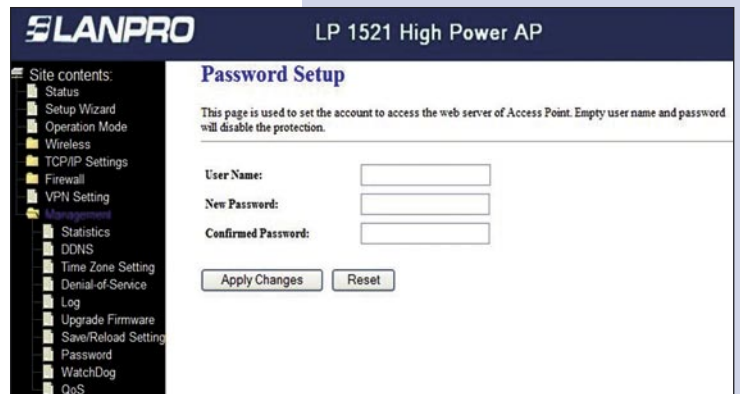 LANPRO
LP 1521 High Power AP
Site contents:
Status
Setup Wizard
Operation Mode
Wireless
TCP/IP Settings
Firewall
VPN Setting
Management
Statistics
DDNS
Time Zone Setting
Denial-of-Service
Log
Upgrade Firmware
Save/Reload Setting
Password
WatchDog
QoS
Password Setup
This page is used to set the account to access the web server of Access Point. Empty user name and password
will disable the protection.
User Name:
New Password:
Confirmed Password:
Apply Changes Reset